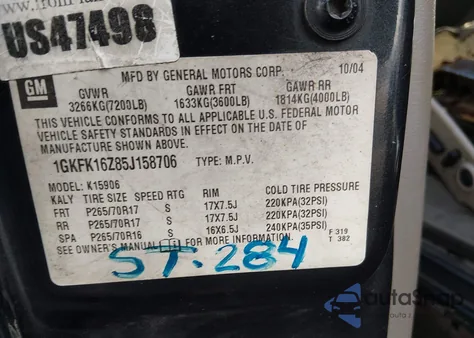 US47498
GM
MFD BY GENERAL MOTORS CORP 10/04
GVWR GAWR FRT GAWR RR
3266KG(7200LB) 1633KG(3600LB) 1814KG(4000LB)
THIS VEHICLE CONFORMS TO ALL APPLICABLE U.S. FEDERAL MOTOR
VEHICLE SAFETY STANDARDS IN EFFECT ON THE DATE OF
MANUFACTURE SHOWN ABOVE.
1GKFK16Z85J158706 TYPE: M.P.V.
MODEL: K15906
KALY TIRE SIZE SPEED RTG RIM COLD TIRE PRESSURE
FRT P265/70R17 S 17X7.5J 220KPA(32PSI)
RR P265/70R17 S 17X7.5J 220KPA(32PSI)
SPA P265/70R16 S 16X6.5J 240KPA(35PSI)
SEE OWNER'S MANUAL FOR MORE INFORMATION.
F 319
T 382
ST.284
AutoSnap